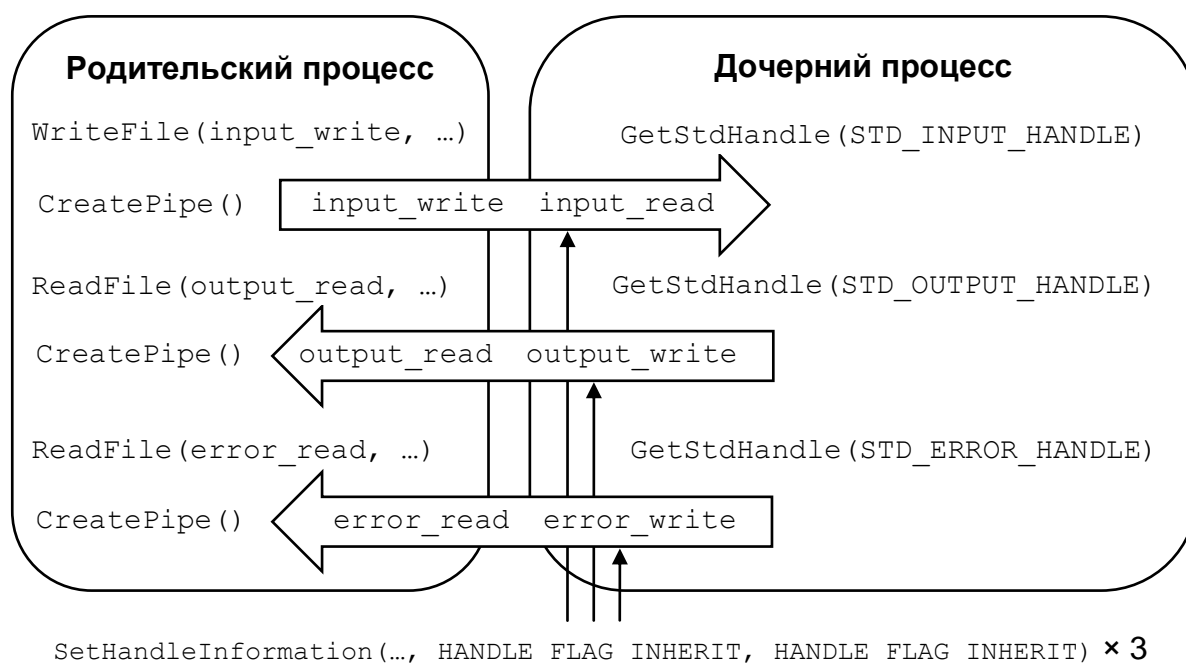 Родительский процесс
WriteFile(input_write, …)
CreatePipe()
input_write input_read
ReadFile(output_read, …)
CreatePipe()
output_read output_write
ReadFile(error_read, …)
CreatePipe()
error_read error_write
Дочерний процесс
GetStdHandle(STD_INPUT_HANDLE)
GetStdHandle(STD_OUTPUT_HANDLE)
GetStdHandle(STD_ERROR_HANDLE)
SetHandleInformation(…, HANDLE FLAG INHERIT, HANDLE FLAG INHERIT) × 3